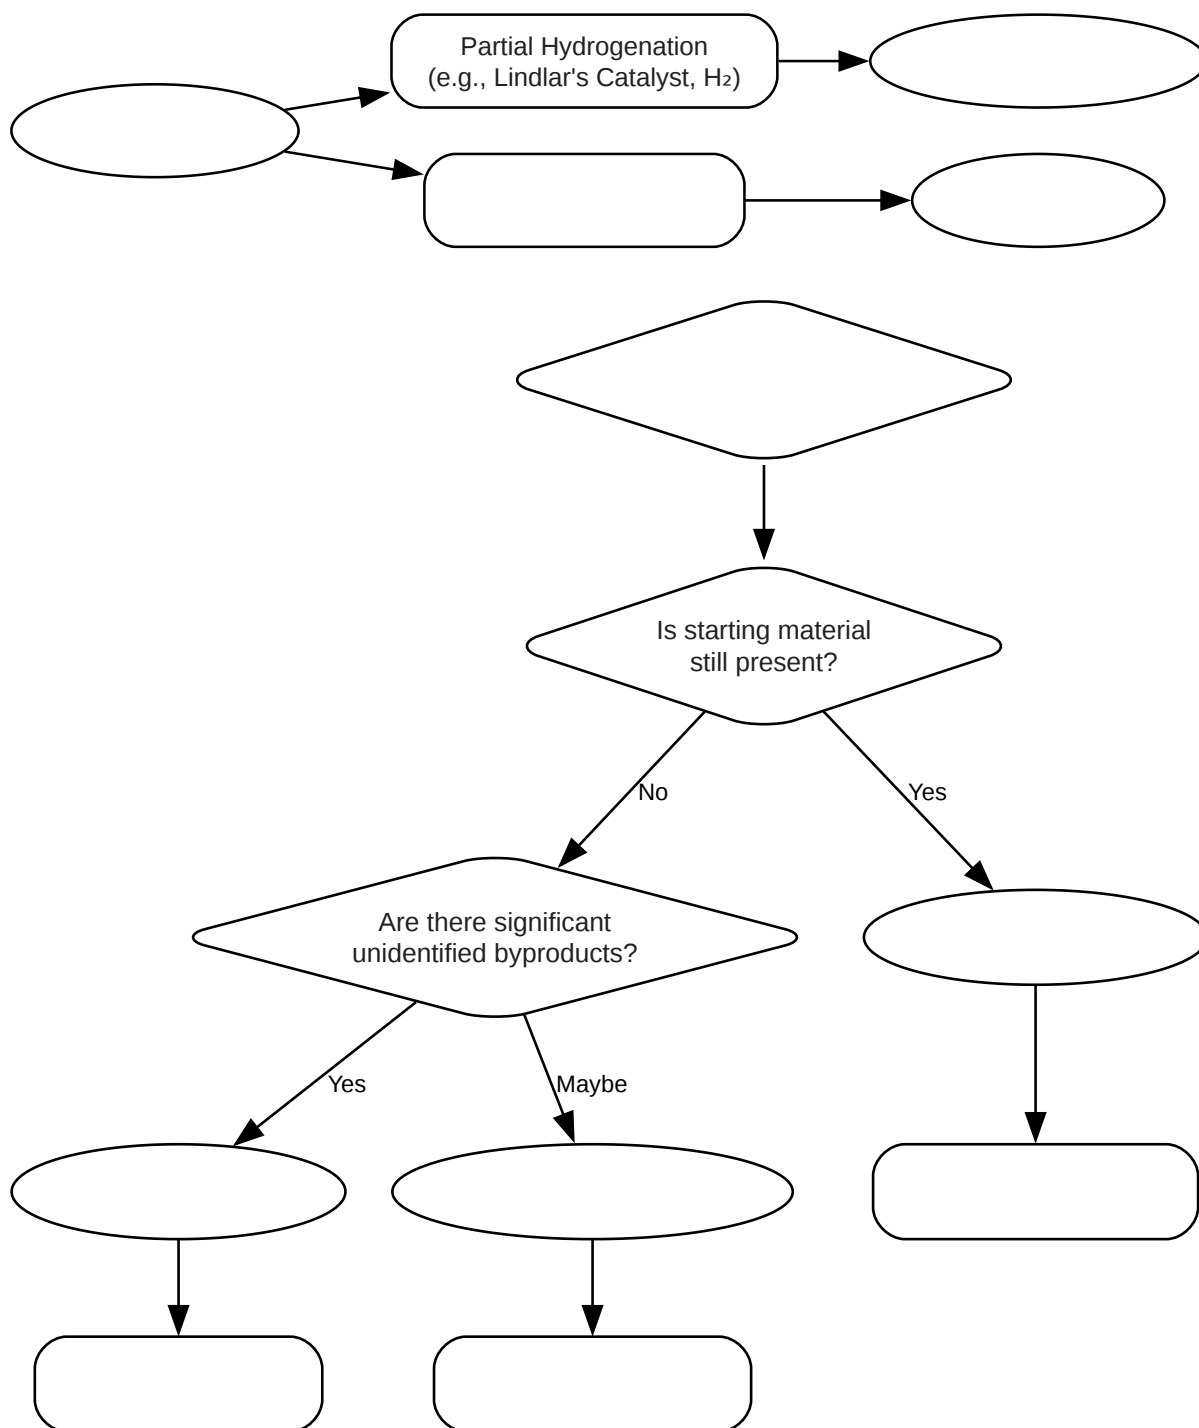 Partial Hydrogenation
(e.g., Lindlar's Catalyst, H₂)
Is starting material
still present?
No
Yes
Are there significant
unidentified byproducts?
Yes
Maybe